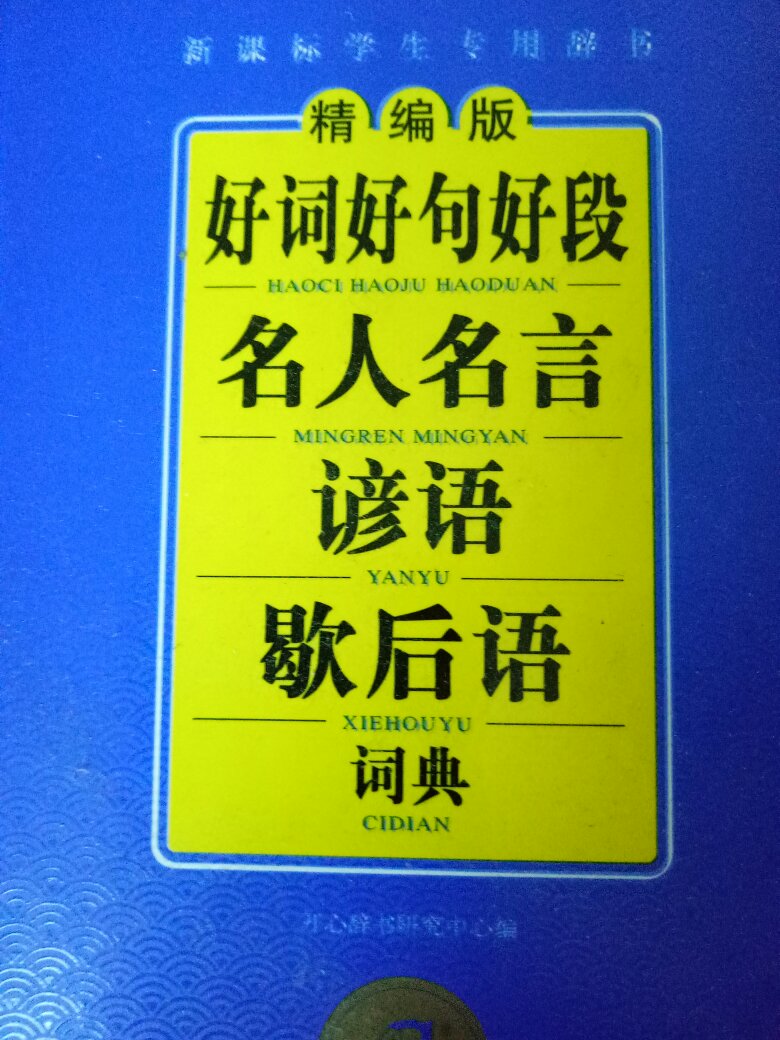 新课标学生专用辞书
精编版
好词好句好段
HAOCI HAOJU HAODUAN
名人名言
MINGREN MINGYAN
谚语
YANYU
歇后语
XIEHOUYU
词典
CIDIAN
开心辞书研究中心编